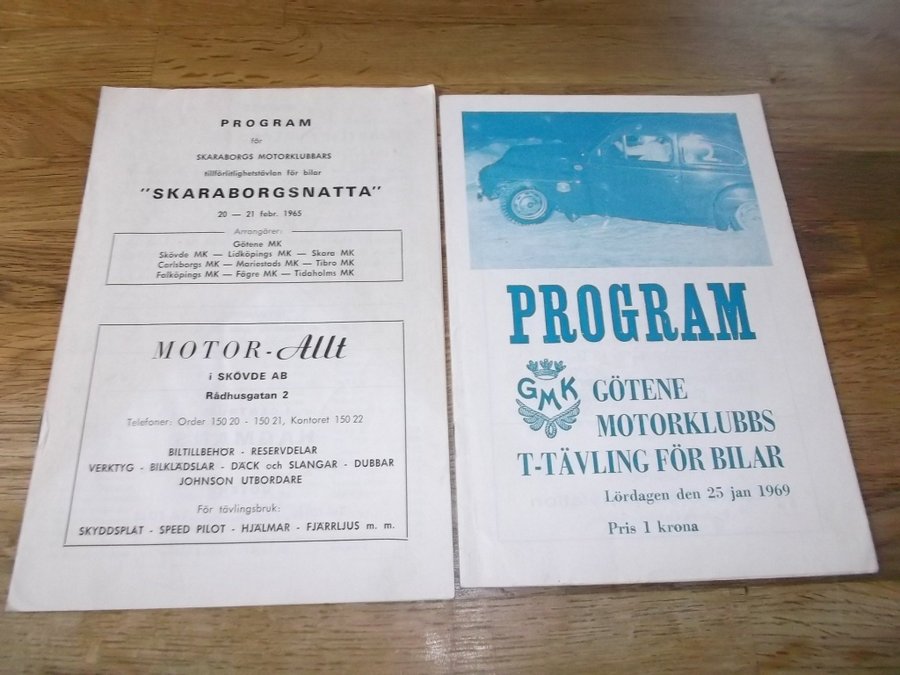 PROGRAM
för
SKARABORGS MOTORKLUBBARS
tillförlitlighetstävlan för bilar
"SKARABORGSNATTA"
20 — 21 febr. 1965
Arrangörer:
Götene MK
Skövde MK — Lidköpings MK — Skara MK
Carlsborgs MK — Mariestads MK — Tibro MK
Falköpings MK — Fägre MK — Tidaholms MK
MOTOR-Allt
i SKÖVDE AB
Rådhusgatan 2
Telefoner: Order 150 20 - 150 21, Kontoret 150 22
BILTILLBEHÖR - RESERVDELAR
VERKTYG - BILKLÄDSLAR - DÄCK och SLANGAR - DUBBAR
JOHNSON UTBORDARE
För tävlingsbruk:
SKYDDSPLÅT - SPEED PILOT - HJÄLMAR - FJÄRRLJUS m. m.
PROGRAM
GMK
GÖTENE
MOTORKLUBBS
T-TÄVLING FÖR BILAR
Lördagen den 25 jan 1969
Pris 1 krona